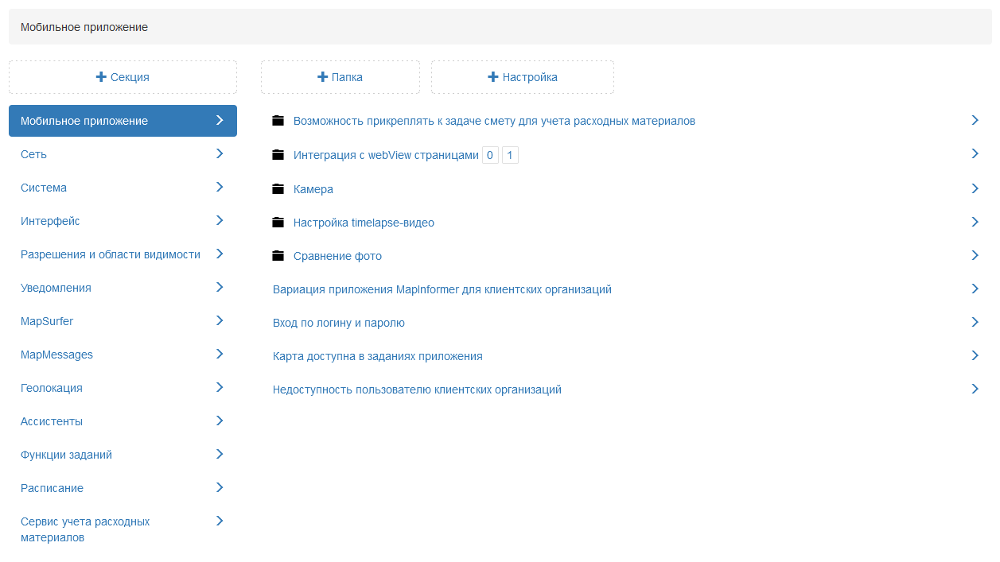 Мобильное приложение
Секция
Папка
Настройка
Мобильное приложение
Сеть
Система
Интерфейс
Разрешения и области видимости
Уведомления
MapSurfer
MapMessages
Геолокация
Ассистенты
Функции заданий
Расписание
Сервис учета расходных
материалов
Возможность прикреплять к задаче смету для учета расходных материалов
Интеграция с webView страницами 0 1
Камера
Настройка timelapse-видео
Сравнение фото
Вариация приложения MapInformer для клиентских организаций
Вход по логину и паролю
Карта доступна в заданиях приложения
Недоступность пользователю клиентских организаций